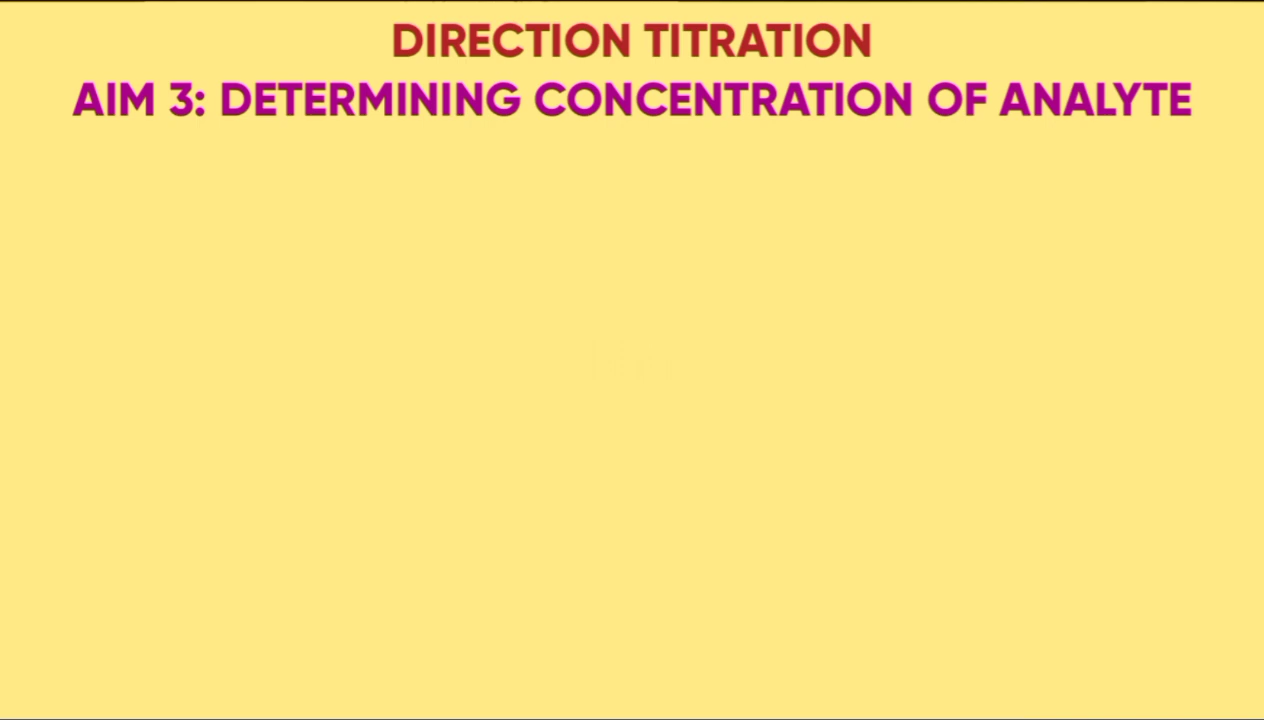 DIRECTION TITRATION
AIM 3: DETERMINING CONCENTRATION OF ANALYTE